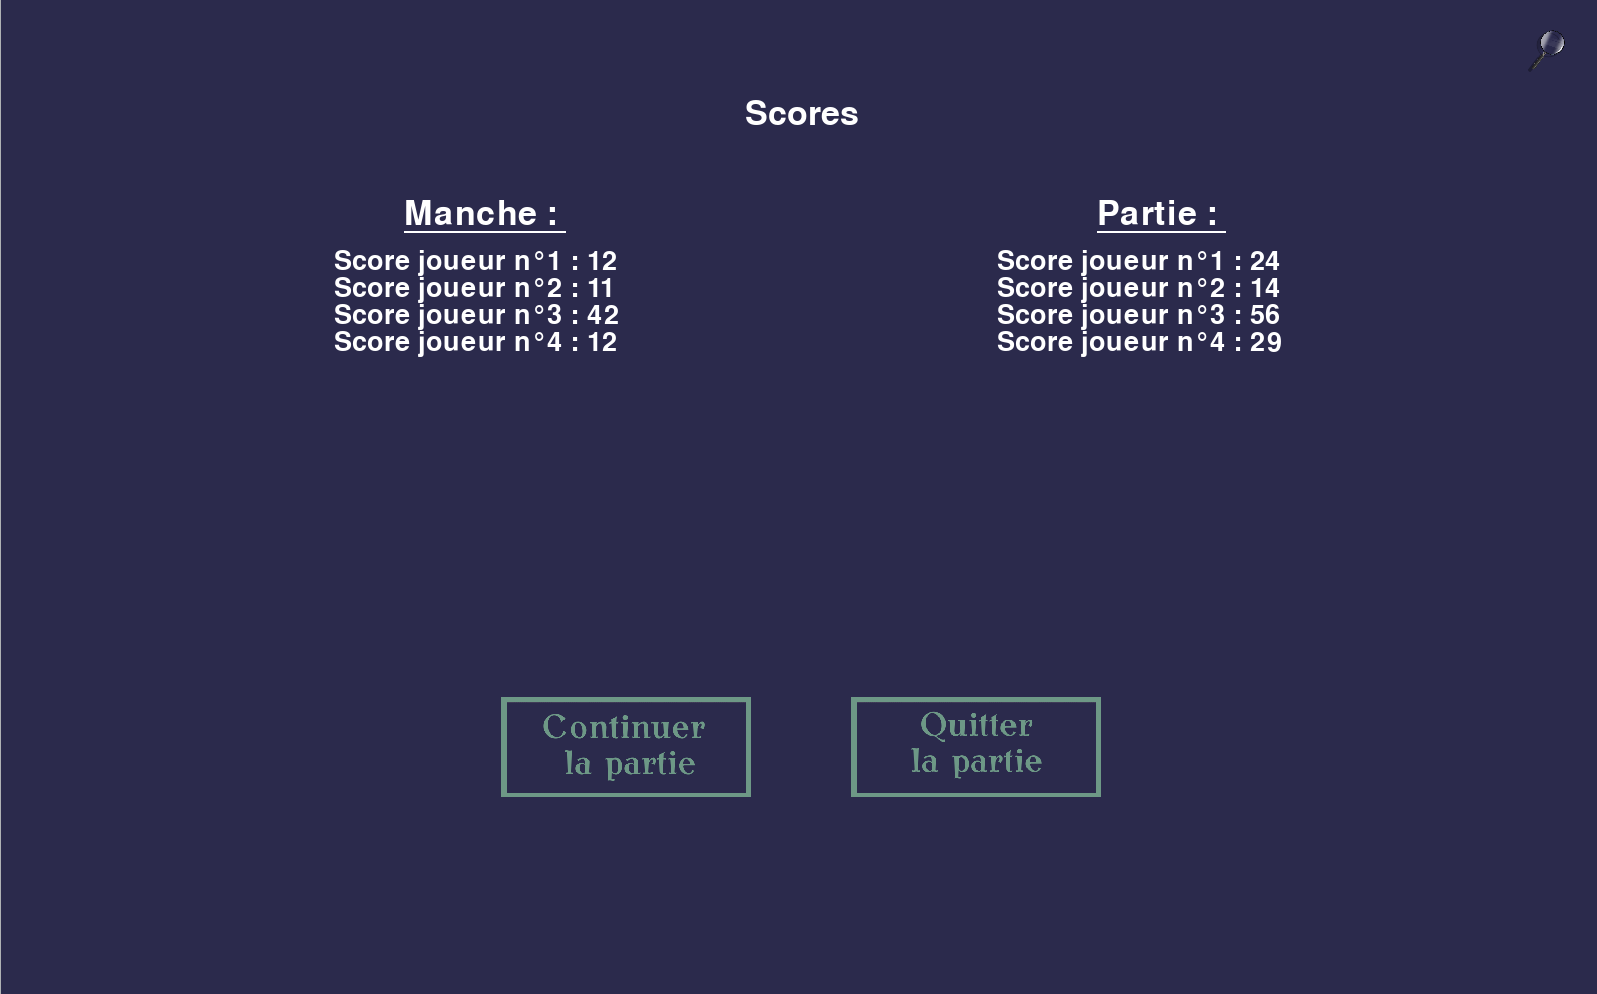 Scores
Manche :
Score joueur n°1 : 12
Score joueur n°2 : 11
Score joueur n°3 : 42
Score joueur n°4 : 12
Partie :
Score joueur n°1 : 24
Score joueur n°2 : 14
Score joueur n°3 : 56
Score joueur n°4 : 29
Continuer
la partie
Quitter
la partie